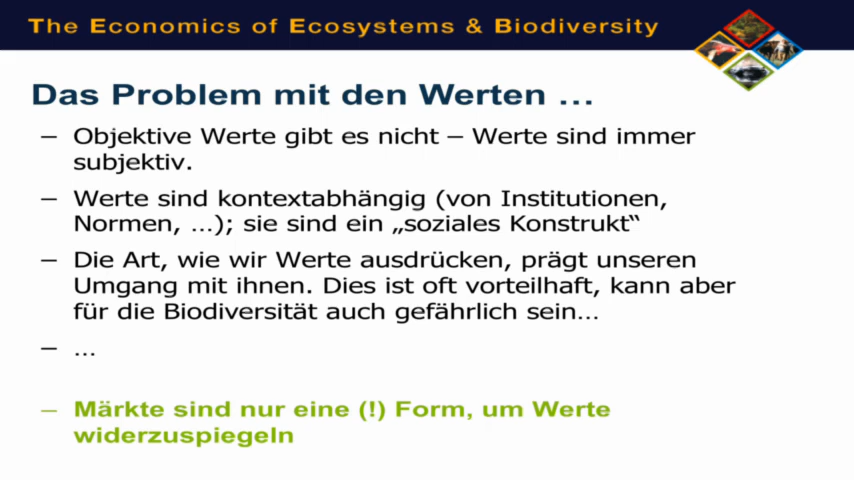 The Economics of Ecosystems & Biodiversity
Das Problem mit den Werten ...
– Objektive Werte gibt es nicht – Werte sind immer
subjektiv.
– Werte sind kontextabhängig (von Institutionen,
Normen, ...); sie sind ein „soziales Konstrukt“
– Die Art, wie wir Werte ausdrücken, prägt unseren
Umgang mit ihnen. Dies ist oft vorteilhaft, kann aber
für die Biodiversität auch gefährlich sein...
– ...
– Märkte sind nur eine (!) Form, um Werte
widerzuspiegeln